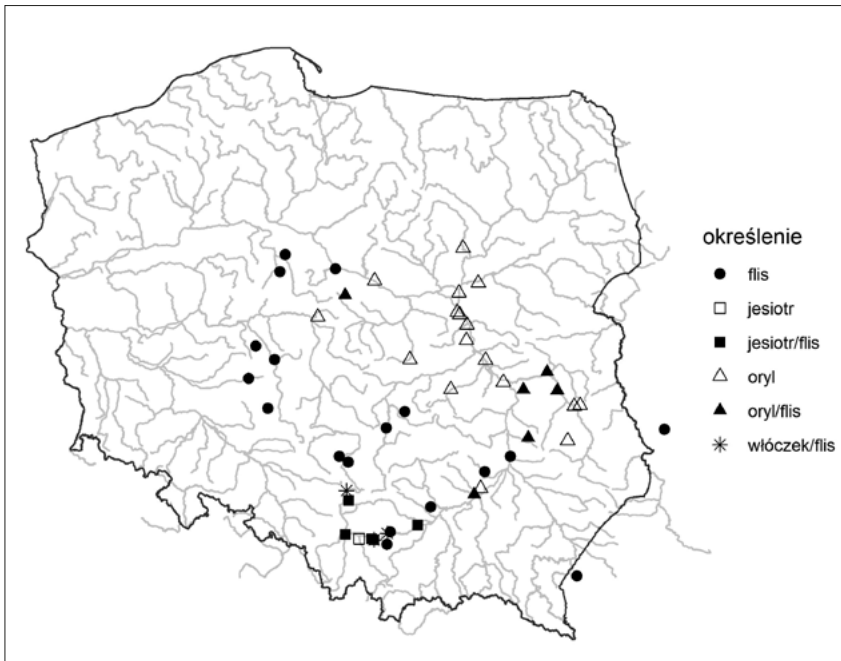 określenie
flis
jesiotr
jesiotr/flis
oryl
oryl/flis
włóczek/flis